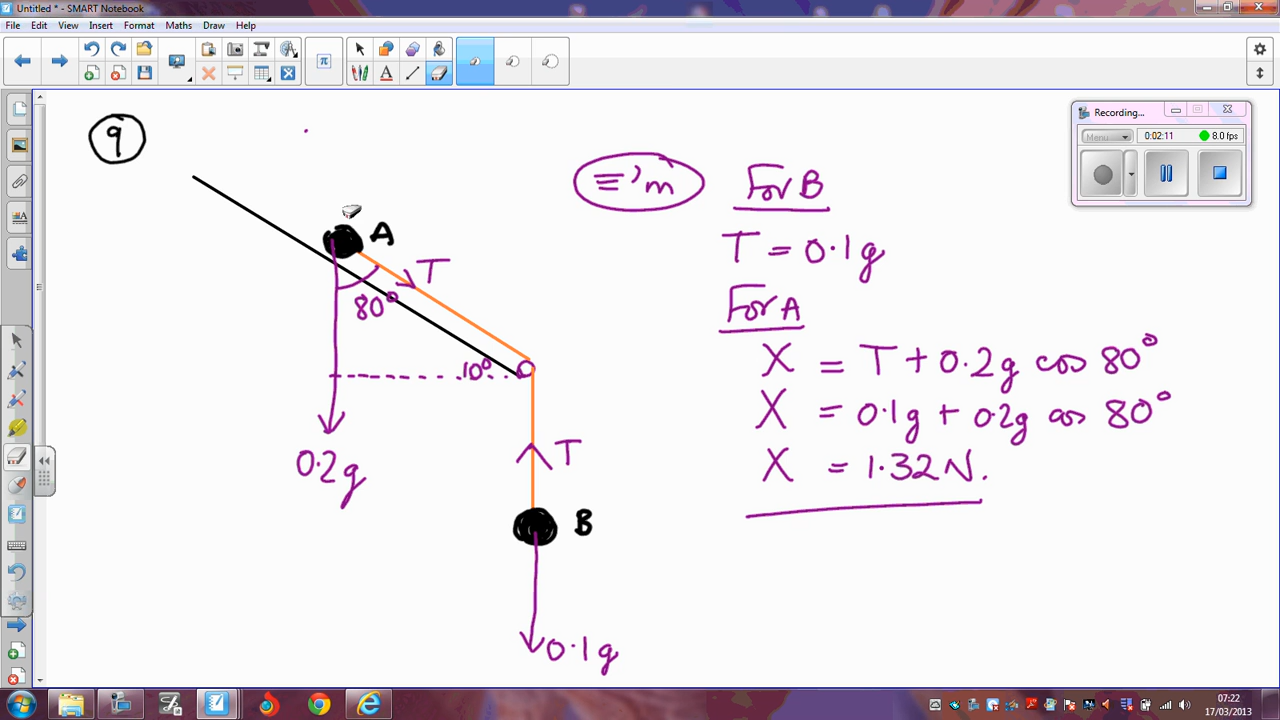 Untitled * - SMART Notebook
File Edit View Insert Format Maths Draw Help
π
A
Recording...
Menu
0:02:11
8.0 fps
9
≡'m
For B
T = 0.1g
For A
X = T + 0.2g cos 80°
X = 0.1g + 0.2g cos 80°
X = 1.32N.
A
T
80°
10°
0.2g
T
B
0.1g
07:22
17/03/2013